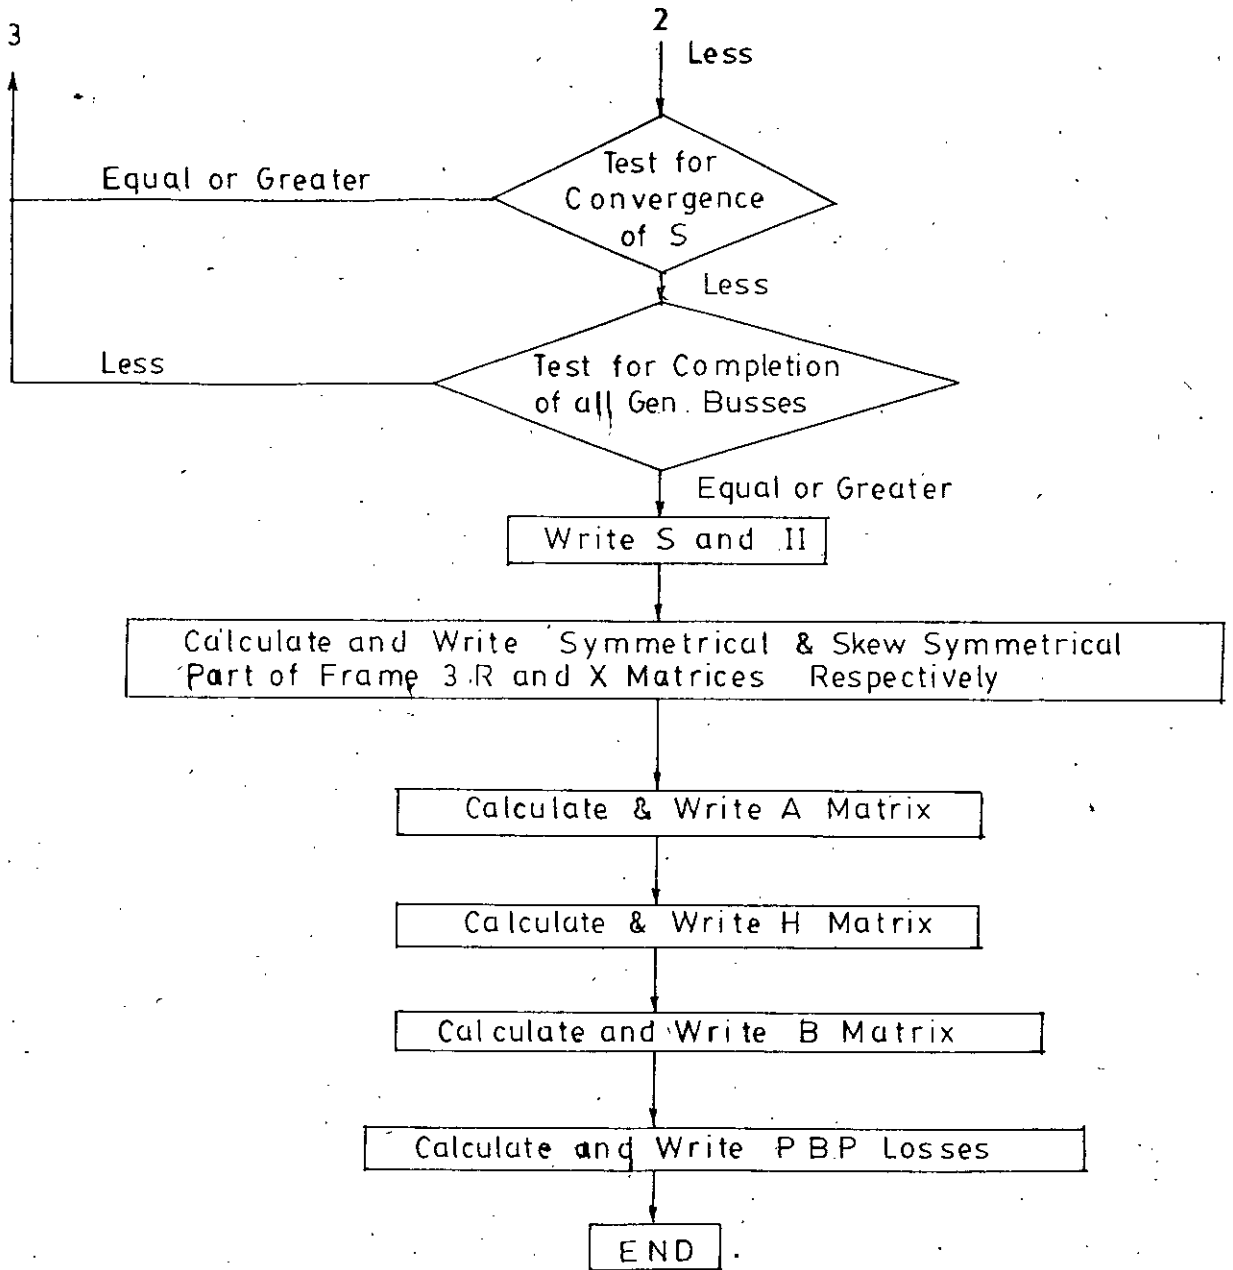 3
2
Less
Test for
Convergence
of S
Equal or Greater
Less
Test for Completion
of all Gen. Busses
Less
Equal or Greater
Write S and II
Calculate and Write Symmetrical & Skew Symmetrical
Part of Frame 3 R and X Matrices Respectively
Calculate & Write A Matrix
Calculate & Write H Matrix
Calculate and Write B Matrix
Calculate and Write P B P Losses
END .